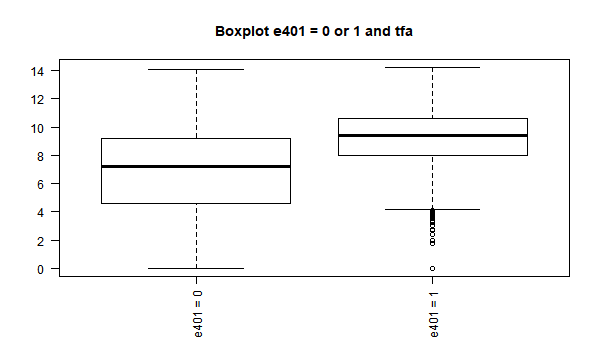 Boxplot e401 = 0 or 1 and tfa
14
12
10
8
6
4
2
0
e401 = 0
e401 = 1